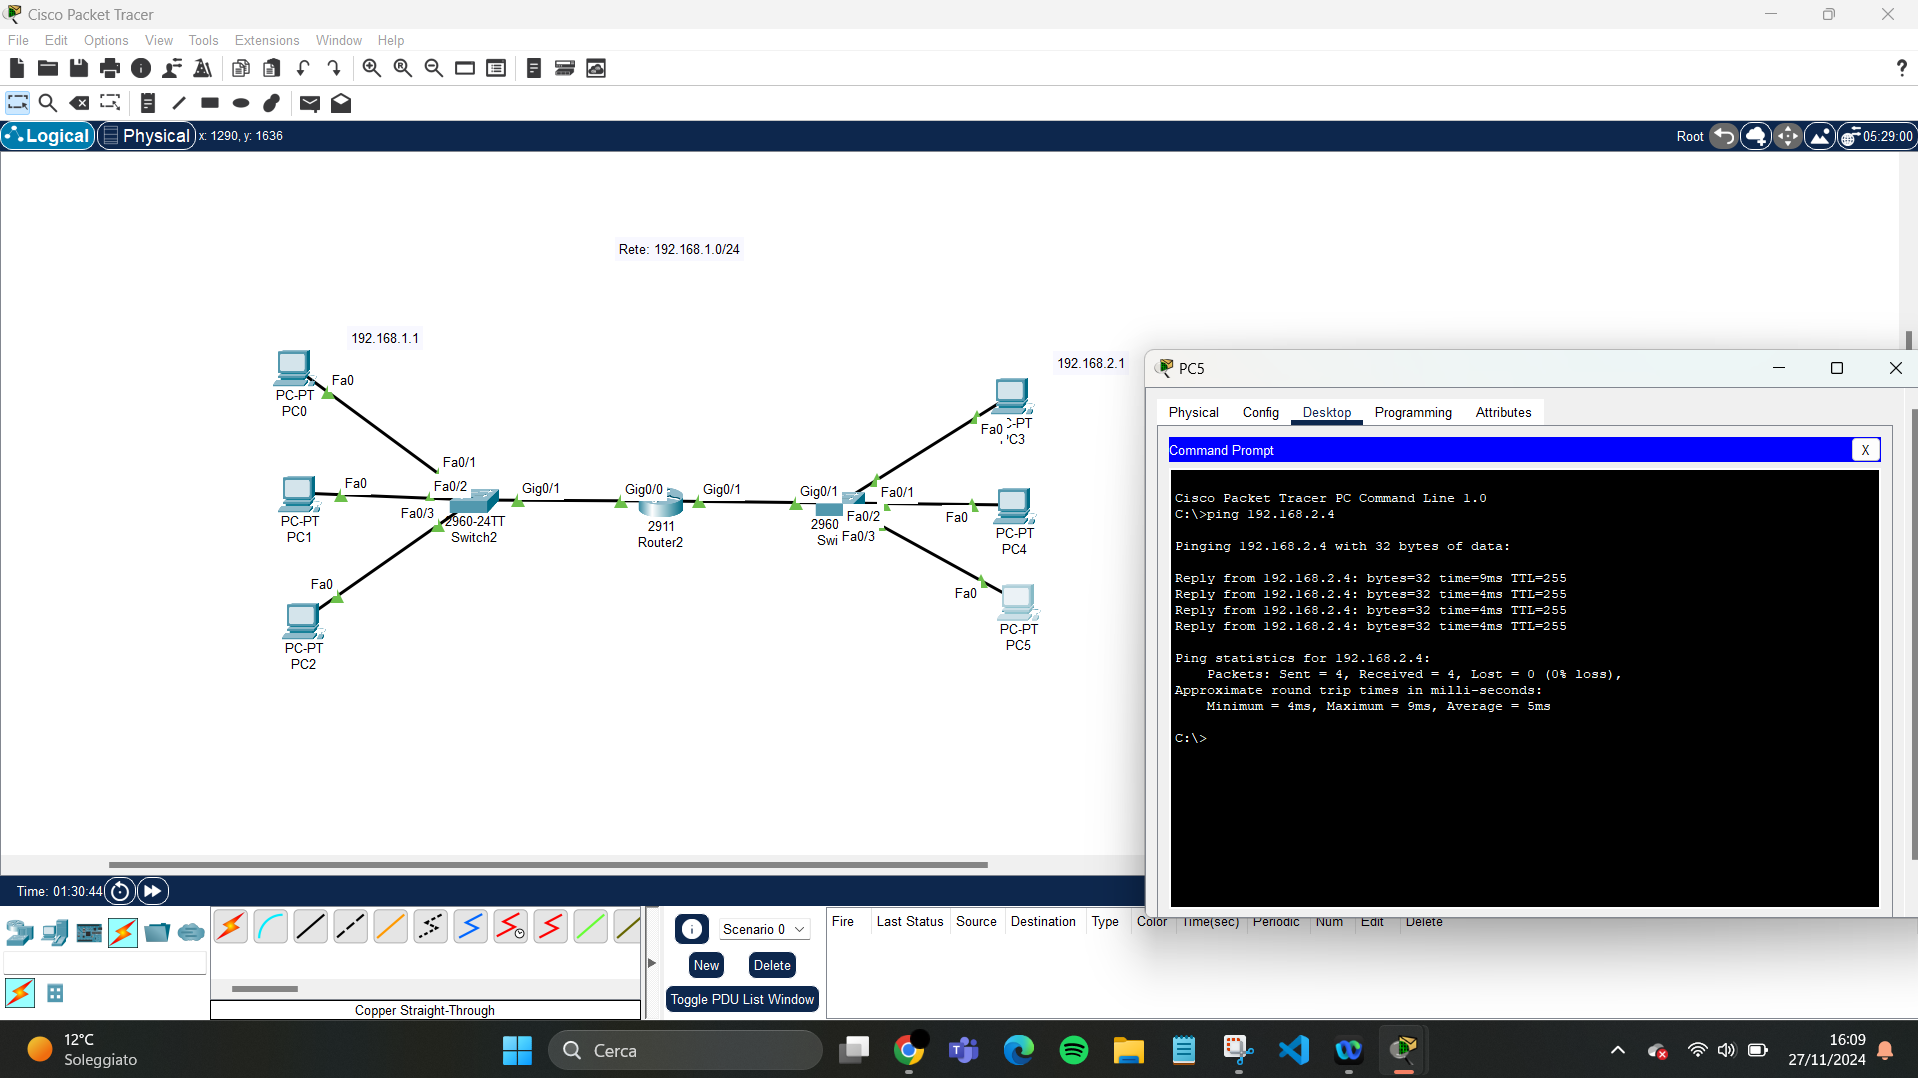 Cisco Packet Tracer
File Edit Options View Tools Extensions Window Help
?
Logical Physical x: 1290, y: 1636 Root 05:29:00
Rete: 192.168.1.0/24
192.168.1.1
192.168.2.1
Fa0
PC-PT
PC0
Fa0/1
Fa0
Fa0/2
PC-PT
PC1
Fa0/3
2960-24TT
Switch2
Gig0/1
Gig0/0
Gig0/1
2911
Router2
Gig0/1
Fa0/1
Fa0/2
2960
Swi
Fa0/3
Fa0
PC3
Fa0
PC-PT
PC4
Fa0
PC-PT
PC5
Fa0
PC-PT
PC2
PC5
Physical Config Desktop Programming Attributes
Command Prompt X
Cisco Packet Tracer PC Command Line 1.0
C:\>ping 192.168.2.4
Pinging 192.168.2.4 with 32 bytes of data:
Reply from 192.168.2.4: bytes=32 time=9ms TTL=255
Reply from 192.168.2.4: bytes=32 time=4ms TTL=255
Reply from 192.168.2.4: bytes=32 time=4ms TTL=255
Reply from 192.168.2.4: bytes=32 time=4ms TTL=255
Ping statistics for 192.168.2.4:
Packets: Sent = 4, Received = 4, Lost = 0 (0% loss),
Approximate round trip times in milli-seconds:
Minimum = 4ms, Maximum = 9ms, Average = 5ms
C:\>
Time: 01:30:44
Scenario 0
New Delete
Toggle PDU List Window
Fire Last Status Source Destination Type Color Time(sec) Periodic Num Edit Delete
Copper Straight-Through
12°C
Soleggiato
Cerca
16:09
27/11/2024